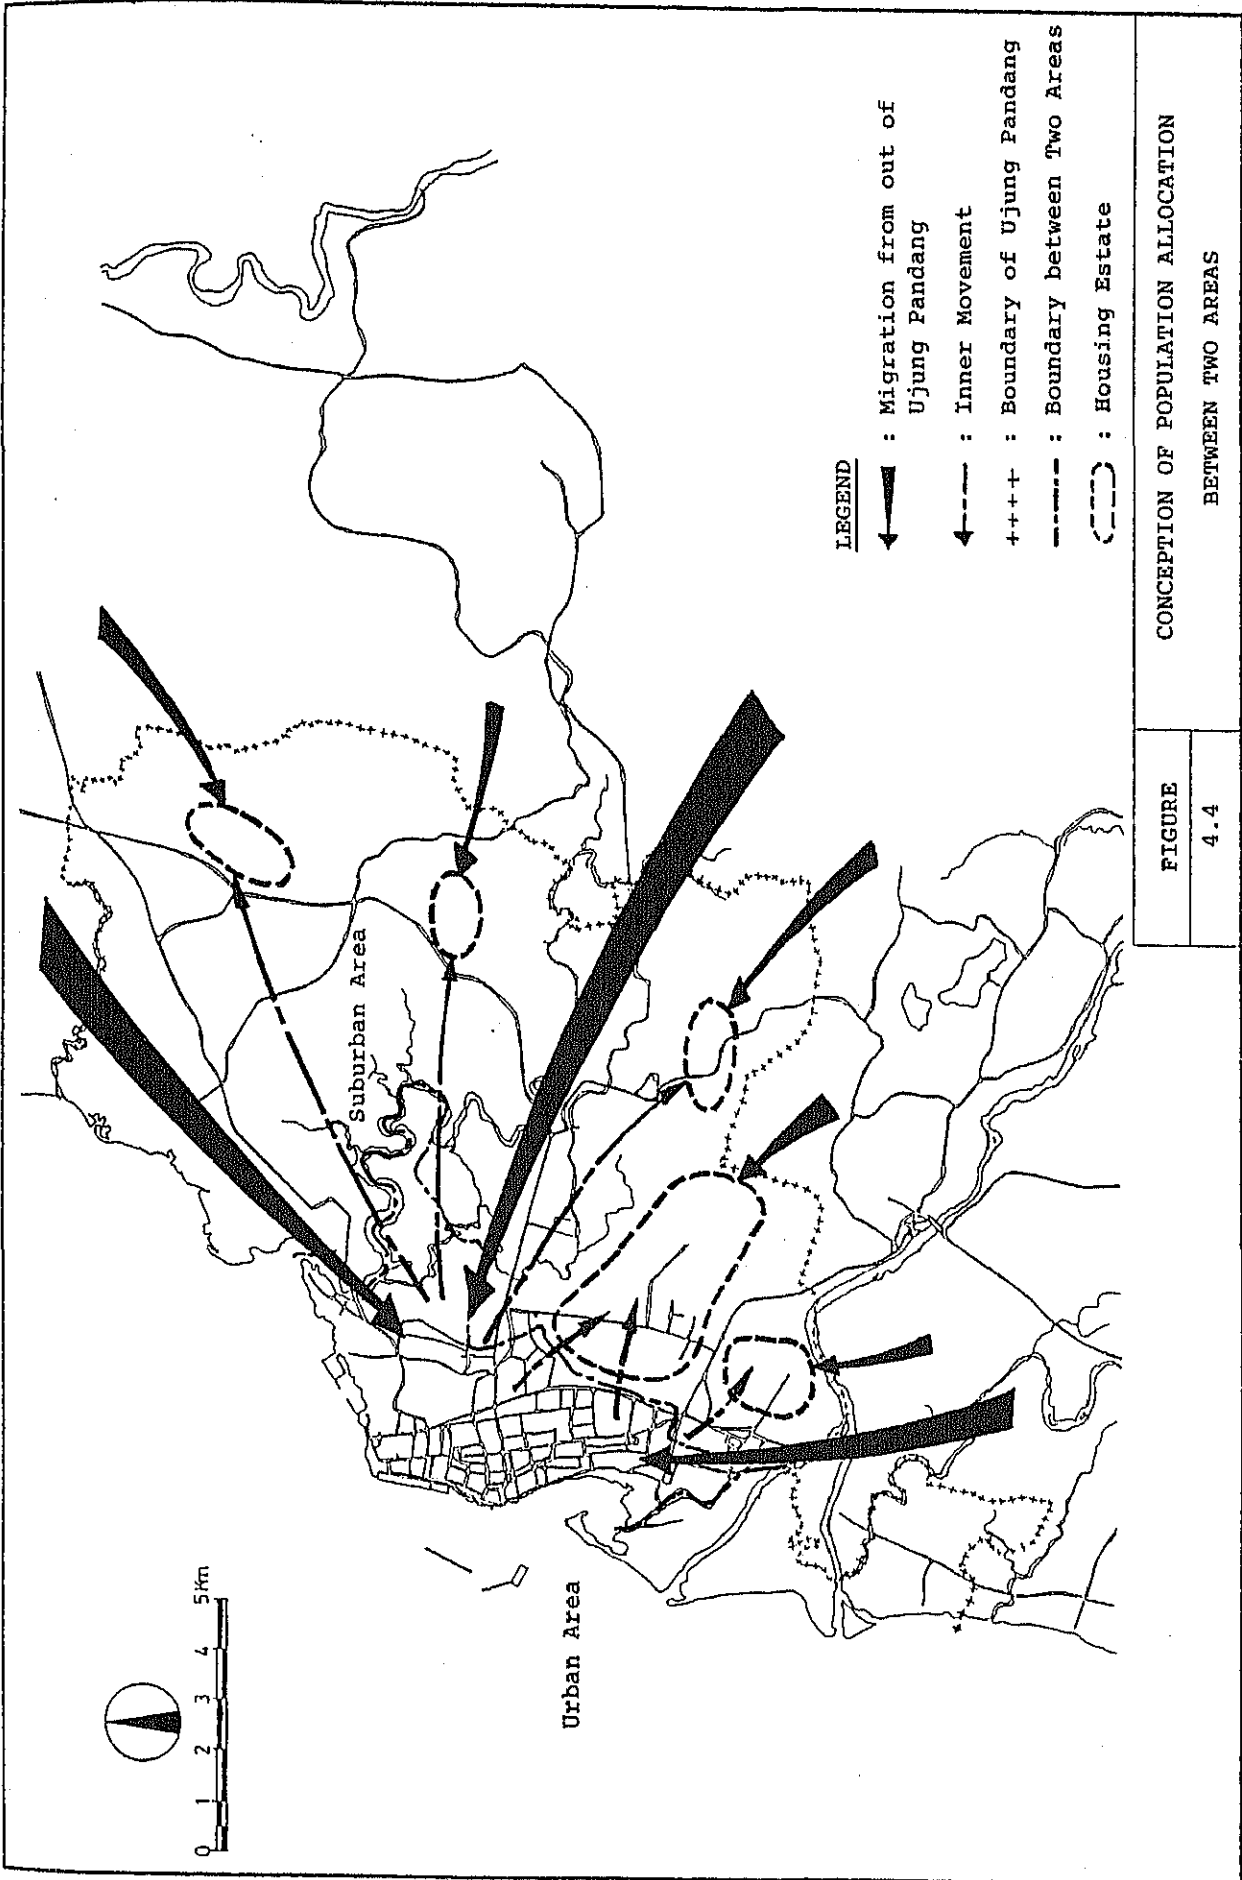 0 1 2 3 4 5Km
Urban Area
Suburban Area
LEGEND
: Migration from out of
Ujung Pandang
: Inner Movement
++++ : Boundary of Ujung Pandang
: Boundary between Two Areas
: Housing Estate
FIGURE
4.4
CONCEPTION OF POPULATION ALLOCATION
BETWEEN TWO AREAS